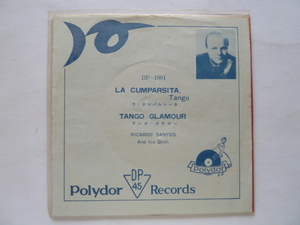 DP-1001
LA CUMPARSITA,
Tango
ラ・クンパルシータ
TANGO GLAMOUR
タンゴ・グラマー
RICARDO SANTOS
And his Orch.
Polydor
DP
45
Records
polydor